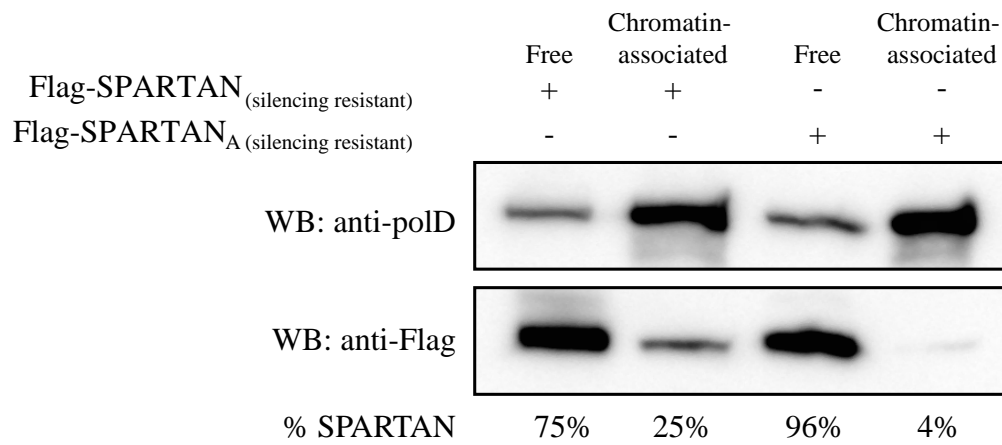 Free Chromatin-associated Free Chromatin-associated
Flag-SPARTAN(silencing resistant) + + - -
Flag-SPARTANA (silencing resistant) - - + +
WB: anti-polD
WB: anti-Flag
% SPARTAN 75% 25% 96% 4%